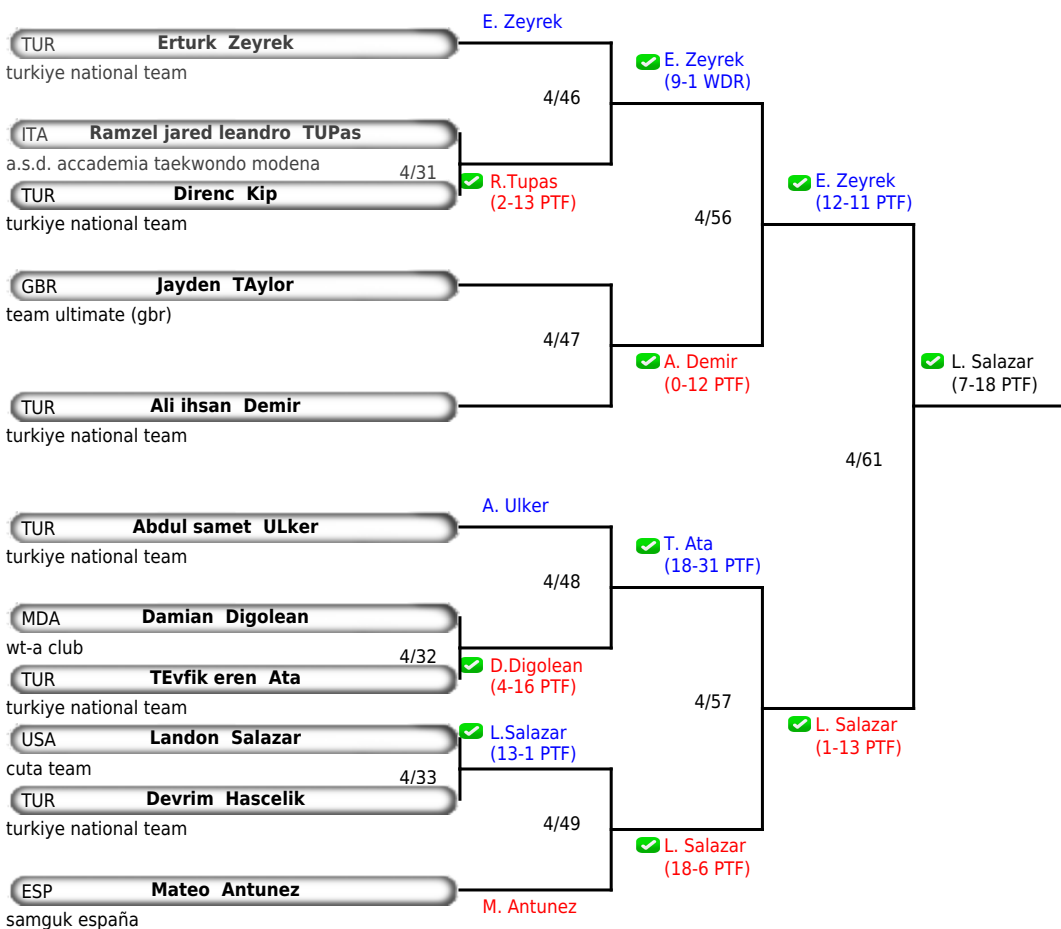 E. Zeyrek
TUR Erturk Zeyrek
turkiye national team
E. Zeyrek
(9-1 WDR)
4/46
ITA Ramzel jared leandro TUPas
a.s.d. accademia taekwondo modena
4/31
R.Tupas
(2-13 PTF)
TUR Direnc Kip
turkiye national team
E. Zeyrek
(12-11 PTF)
4/56
GBR Jayden TAylor
team ultimate (gbr)
4/47
A. Demir
(0-12 PTF)
L. Salazar
(7-18 PTF)
TUR Ali ihsan Demir
turkiye national team
4/61
A. Ulker
TUR Abdul samet ULker
turkiye national team
T. Ata
(18-31 PTF)
4/48
MDA Damian Digolean
wt-a club
4/32
D.Digolean
(4-16 PTF)
TUR TEvfik eren Ata
turkiye national team
4/57
L. Salazar
(1-13 PTF)
USA Landon Salazar
cuta team
L.Salazar
(13-1 PTF)
4/33
TUR Devrim Hascelik
turkiye national team
4/49
L. Salazar
(18-6 PTF)
ESP Mateo Antunez
samguk españa
M. Antunez